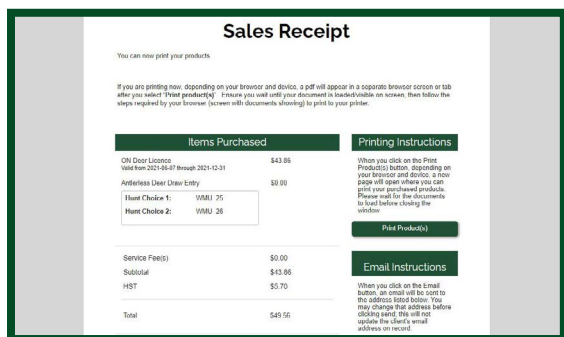 Sales Receipt
You can now print your products
If you are printing now, depending on your browser and device, a pdf will appear in a separate browser screen or tab
after you select "Print product(s)". Ensure you wait until your document is loaded/visible on screen, then follow the
steps required by your browser (screen with documents showing) to print to your printer.
Items Purchased
ON Deer Licence $43.86
Valid from 2021-06-07 through 2021-12-31
Antlerless Deer Draw Entry $0.00
Hunt Choice 1: WMU 25
Hunt Choice 2: WMU 26
Service Fee(s) $0.00
Subtotal $43.86
HST $5.70
Total $49.56
Printing Instructions
When you click on the Print
Product(s) button, depending on
your browser and device, a new
page will open where you can
print your purchased products.
Please wait for the documents
to load before closing the
window.
Print Product(s)
Email Instructions
When you click on the Email
button, an email will be sent to
the address listed below. You
may change that address before
clicking send; this will not
update the client's email
address on record.